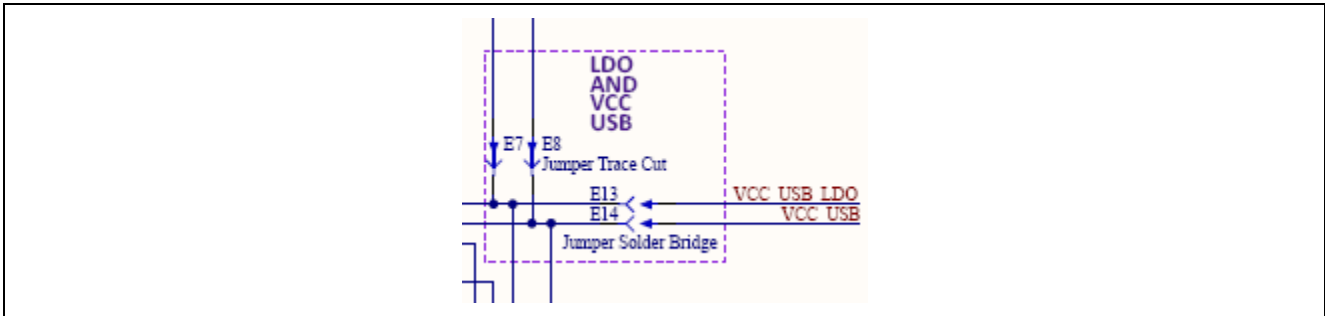 LDO
AND
VCC
USB
E7 E8
Jumper Trace Cut
E13 VCC_USB_LDO
E14 VCC_USB
Jumper Solder Bridge